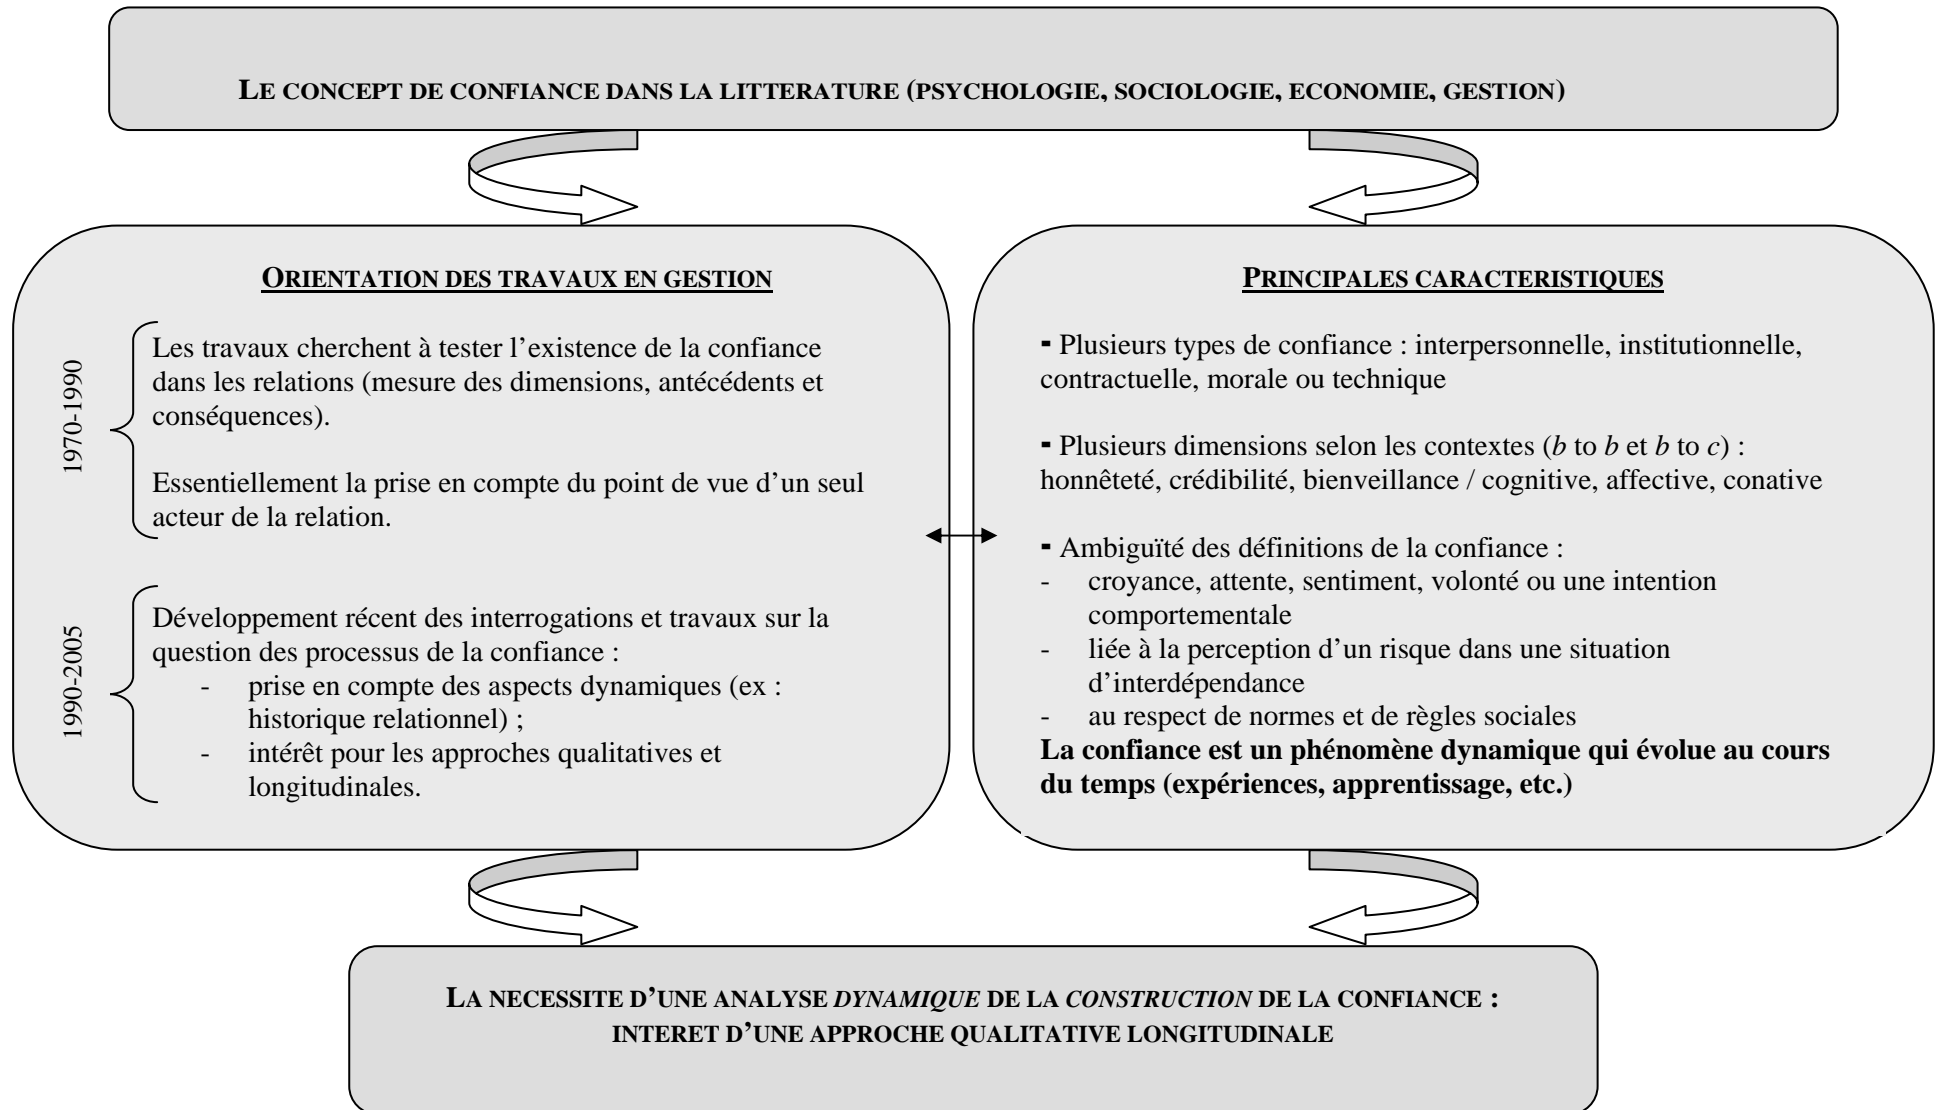 LE CONCEPT DE CONFIANCE DANS LA LITTERATURE (PSYCHOLOGIE, SOCIOLOGIE, ECONOMIE, GESTION)
ORIENTATION DES TRAVAUX EN GESTION
1970-1990
Les travaux cherchent à tester l’existence de la confiance
dans les relations (mesure des dimensions, antécédents et
conséquences).
Essentiellement la prise en compte du point de vue d’un seul
acteur de la relation.
1990-2005
Développement récent des interrogations et travaux sur la
question des processus de la confiance :
- prise en compte des aspects dynamiques (ex :
historique relationnel) ;
- intérêt pour les approches qualitatives et
longitudinales.
PRINCIPALES CARACTERISTIQUES
- Plusieurs types de confiance : interpersonnelle, institutionnelle,
contractuelle, morale ou technique
- Plusieurs dimensions selon les contextes (b to b et b to c) :
honnêteté, crédibilité, bienveillance / cognitive, affective, conative
- Ambiguïté des définitions de la confiance :
- croyance, attente, sentiment, volonté ou une intention
comportementale
- liée à la perception d’un risque dans une situation
d’interdépendance
- au respect de normes et de règles sociales
La confiance est un phénomène dynamique qui évolue au cours
du temps (expériences, apprentissage, etc.)
LA NECESSITE D’UNE ANALYSE DYNAMIQUE DE LA CONSTRUCTION DE LA CONFIANCE :
INTERET D’UNE APPROCHE QUALITATIVE LONGITUDINALE